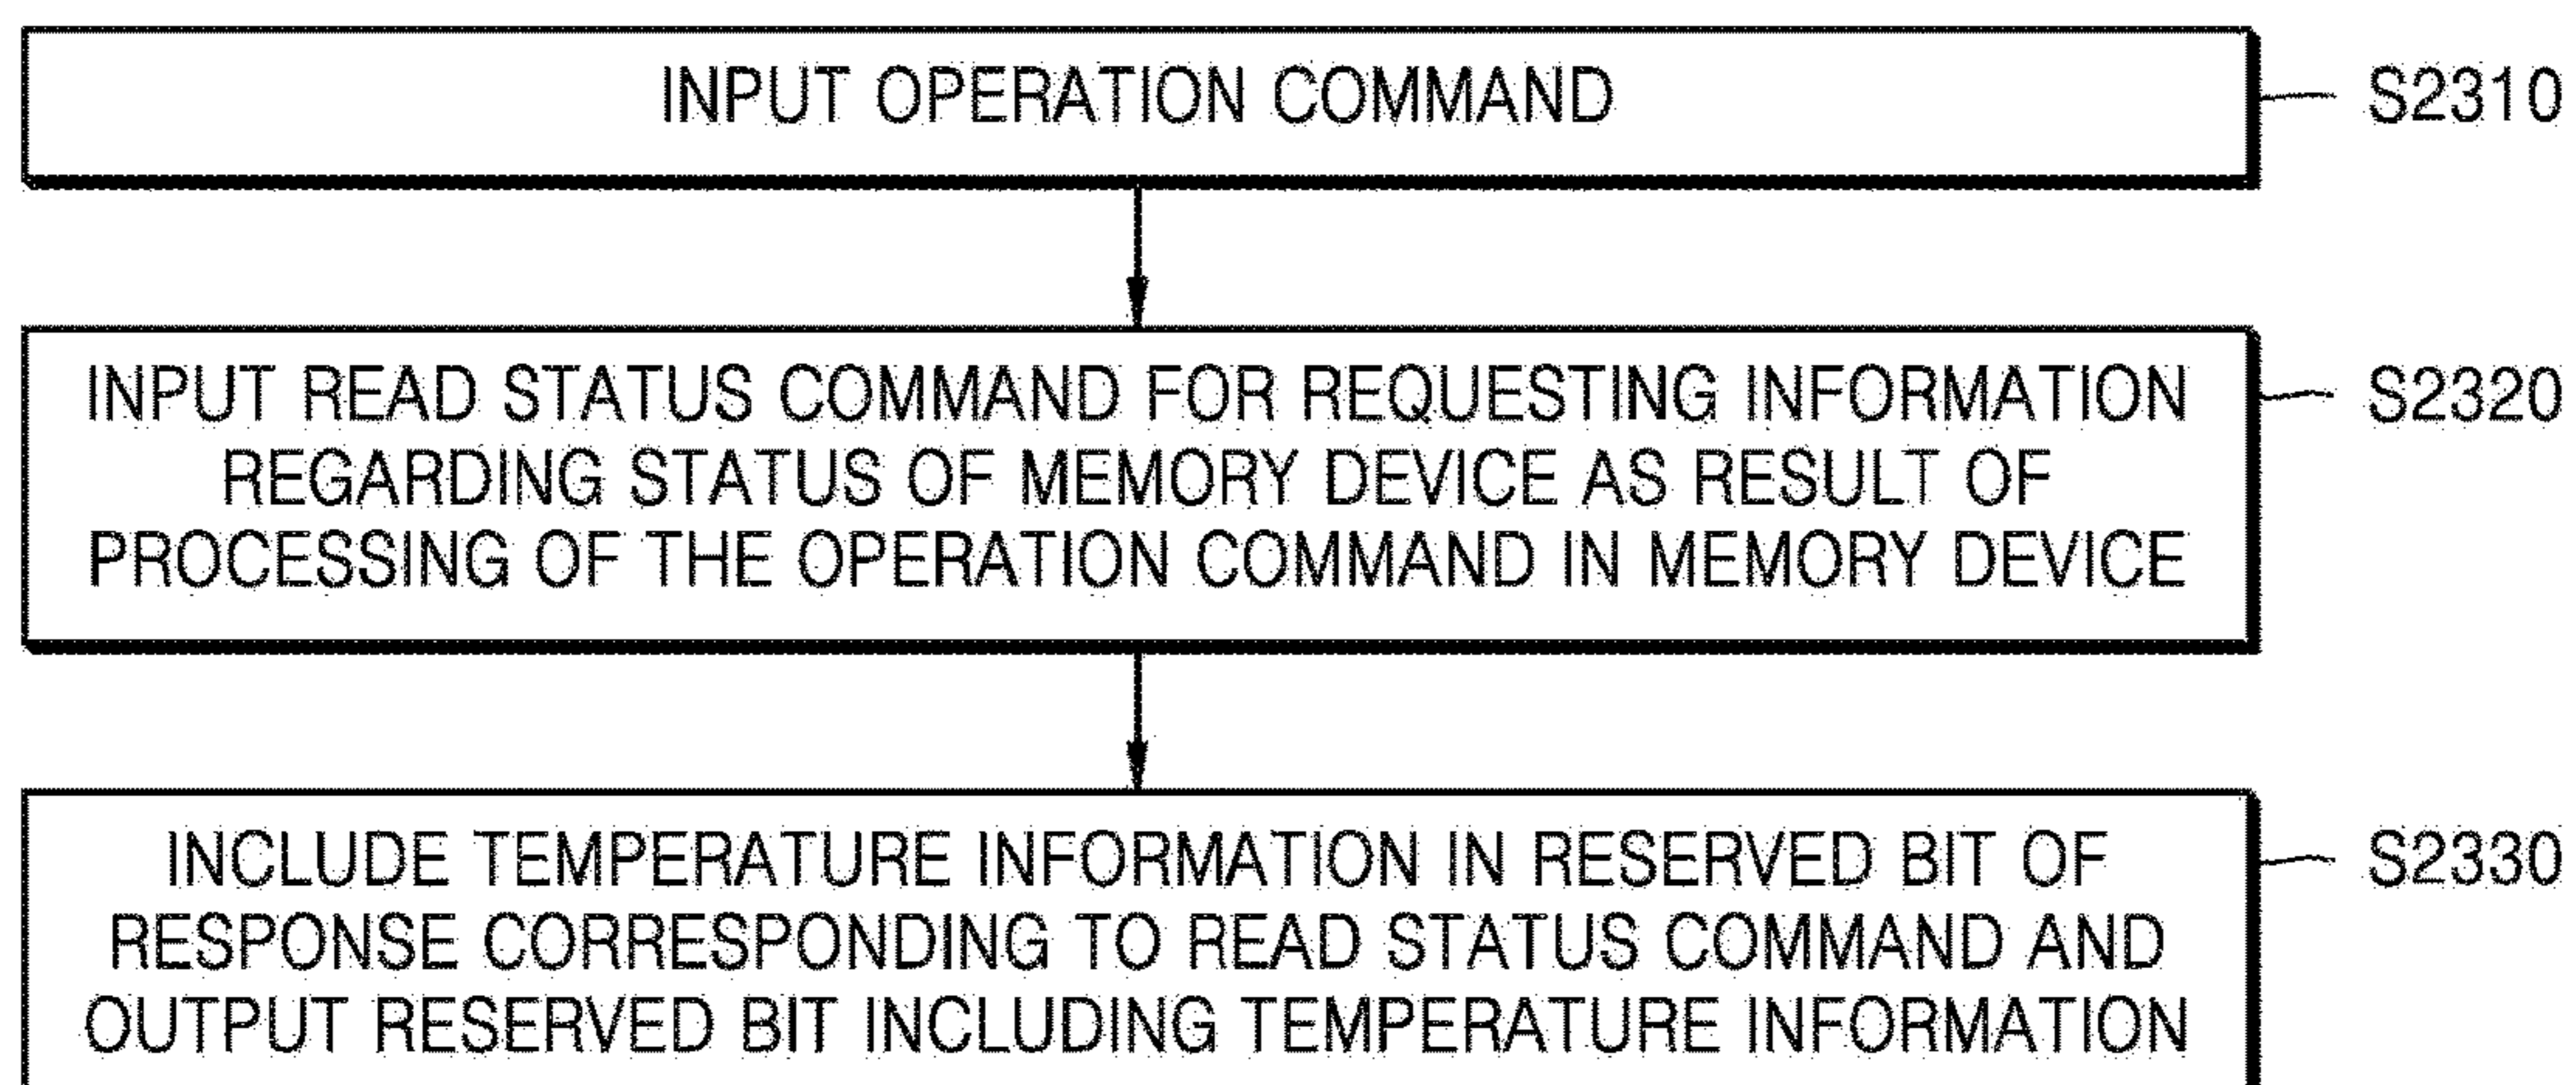 INPUT OPERATION COMMAND
S2310
INPUT READ STATUS COMMAND FOR REQUESTING INFORMATION
REGARDING STATUS OF MEMORY DEVICE AS RESULT OF
PROCESSING OF THE OPERATION COMMAND IN MEMORY DEVICE
S2320
INCLUDE TEMPERATURE INFORMATION IN RESERVED BIT OF
RESPONSE CORRESPONDING TO READ STATUS COMMAND AND
OUTPUT RESERVED BIT INCLUDING TEMPERATURE INFORMATION
S2330